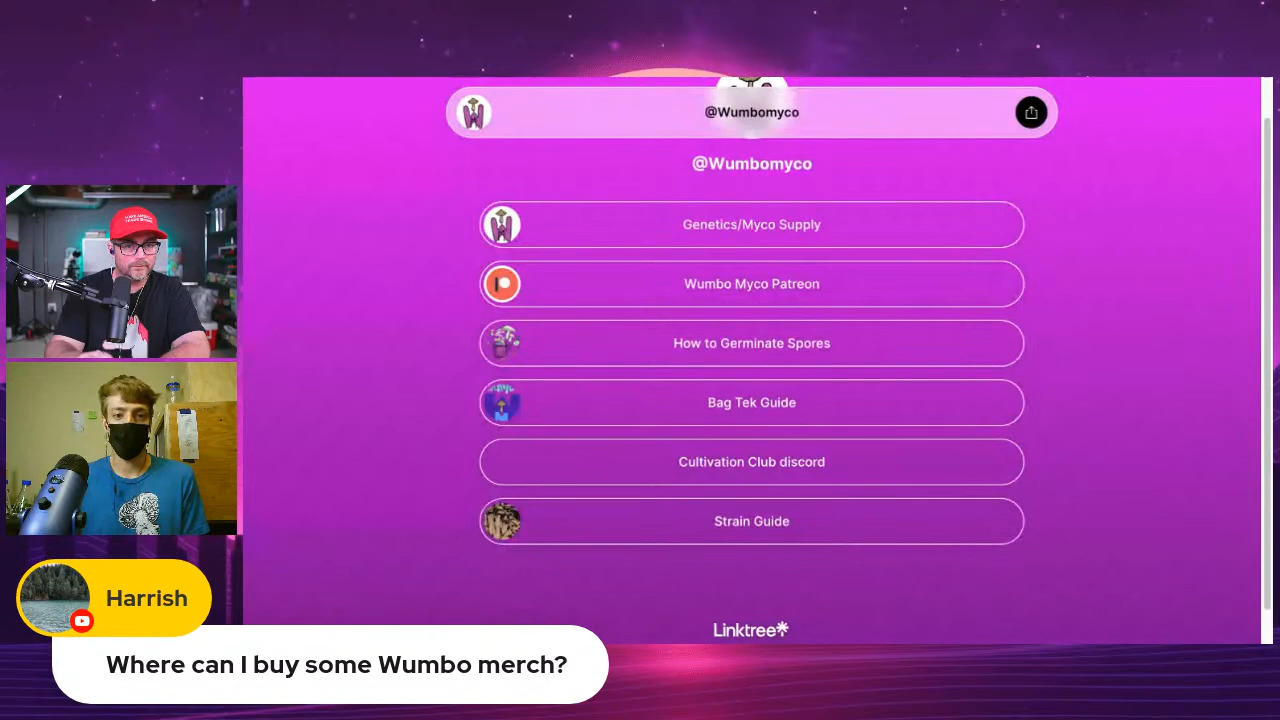 @Wumbomyco
@Wumbomyco
Genetics/Myco Supply
Wumbo Myco Patreon
How to Germinate Spores
Bag Tek Guide
Cultivation Club discord
Strain Guide
Linktree
Harrish
Where can I buy some Wumbo merch?